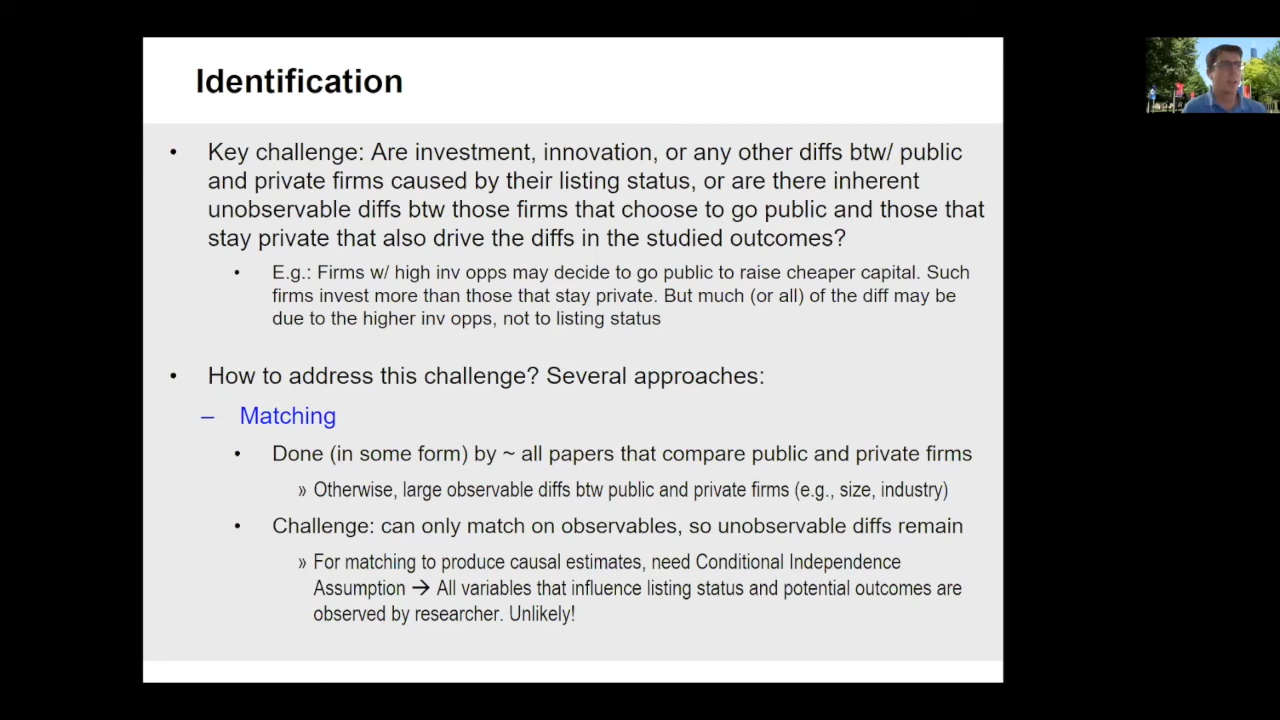 Identification
• Key challenge: Are investment, innovation, or any other diffs btw/ public
and private firms caused by their listing status, or are there inherent
unobservable diffs btw those firms that choose to go public and those that
stay private that also drive the diffs in the studied outcomes?
• E.g.: Firms w/ high inv opps may decide to go public to raise cheaper capital. Such
firms invest more than those that stay private. But much (or all) of the diff may be
due to the higher inv opps, not to listing status
• How to address this challenge? Several approaches:
– Matching
• Done (in some form) by ~ all papers that compare public and private firms
» Otherwise, large observable diffs btw public and private firms (e.g., size, industry)
• Challenge: can only match on observables, so unobservable diffs remain
» For matching to produce causal estimates, need Conditional Independence
Assumption → All variables that influence listing status and potential outcomes are
observed by researcher. Unlikely!